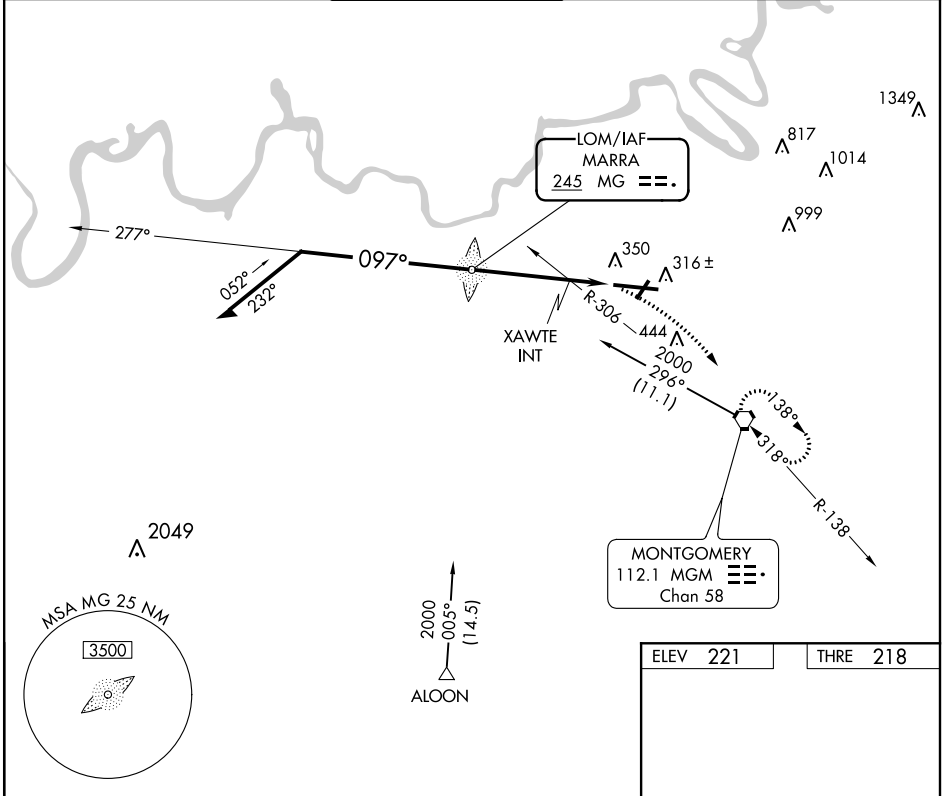 1349
817
1014
LOM/IAF
MARRA
245 MG
999
277°
097°
350
316±
052°
232°
R-306
444
XAWTE
INT
2000
296°
(11.1)
138°
318°
R-138
2049
MONTGOMERY
112.1 MGM
Chan 58
MSA MG 25 NM
3500
2000
005°
(14.5)
ALOON
ELEV 221
THRE 218